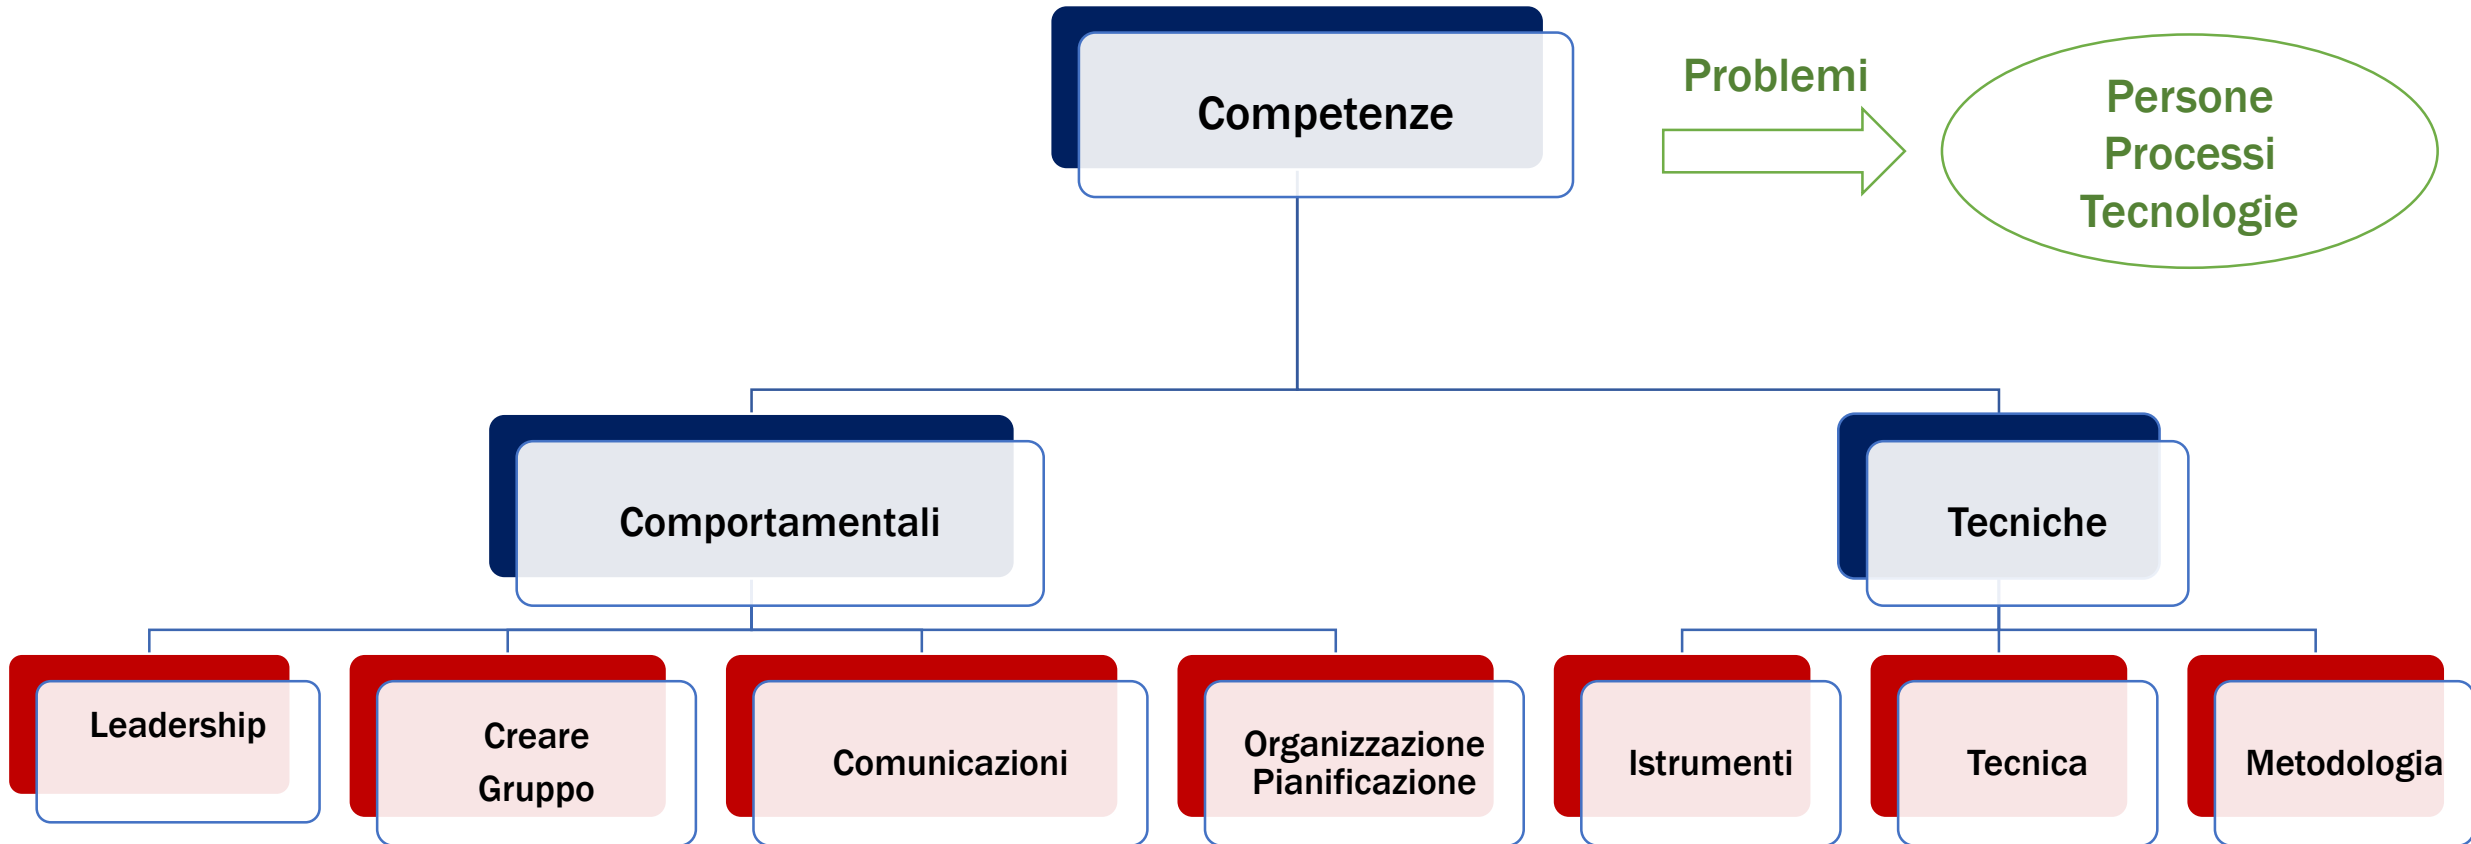 Competenze
Problemi
Persone
Processi
Tecnologie
Comportamentali
Tecniche
Leadership
Creare
Gruppo
Comunicazioni
Organizzazione
Pianificazione
Istrumenti
Tecnica
Metodologia